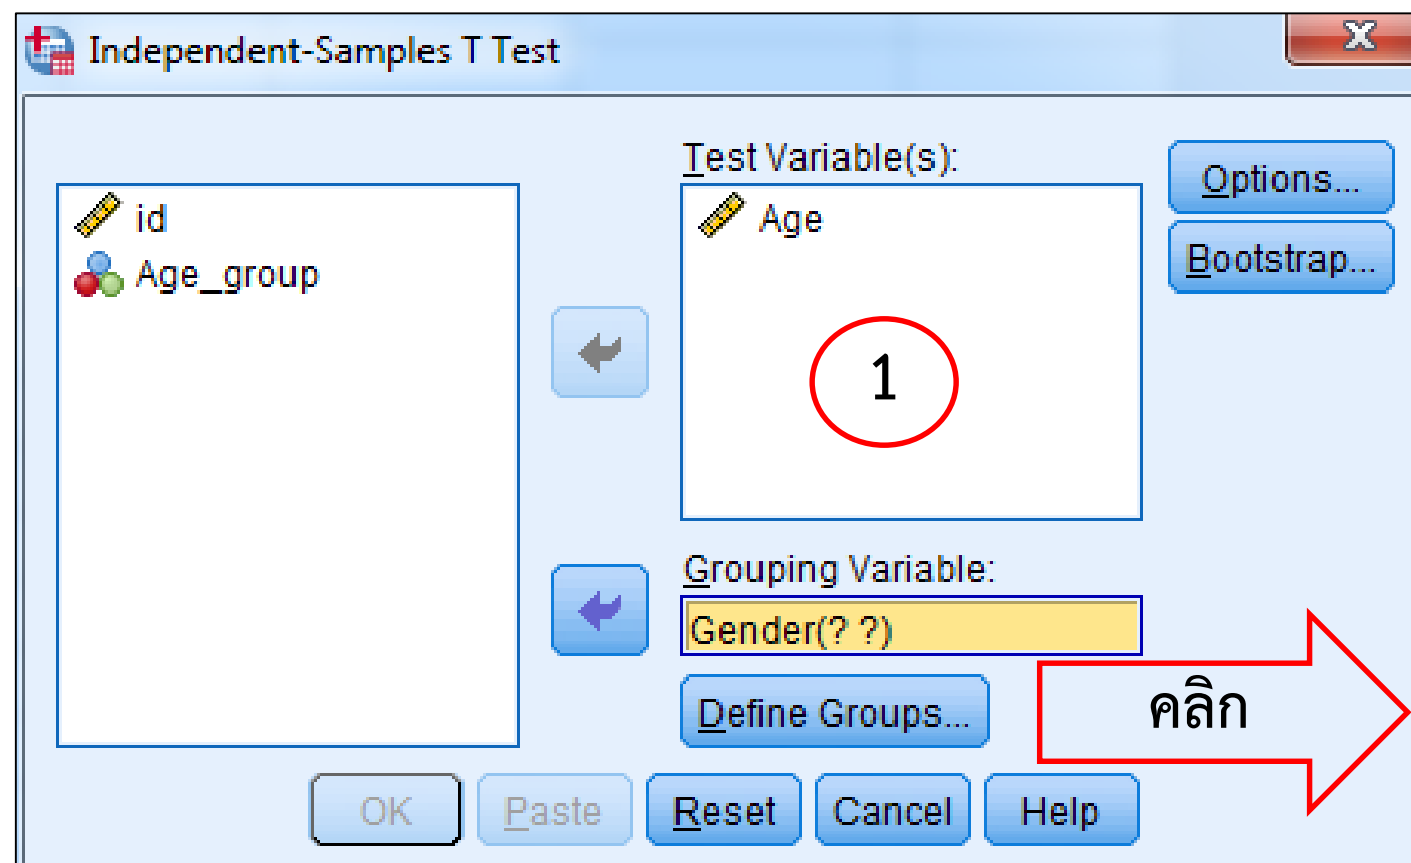 Independent-Samples T Test
Test Variable(s):
id
Age_group
Age
Options...
Bootstrap...
1
Grouping Variable:
Gender(? ?)
Define Groups...
คลิก
OK
Paste
Reset
Cancel
Help